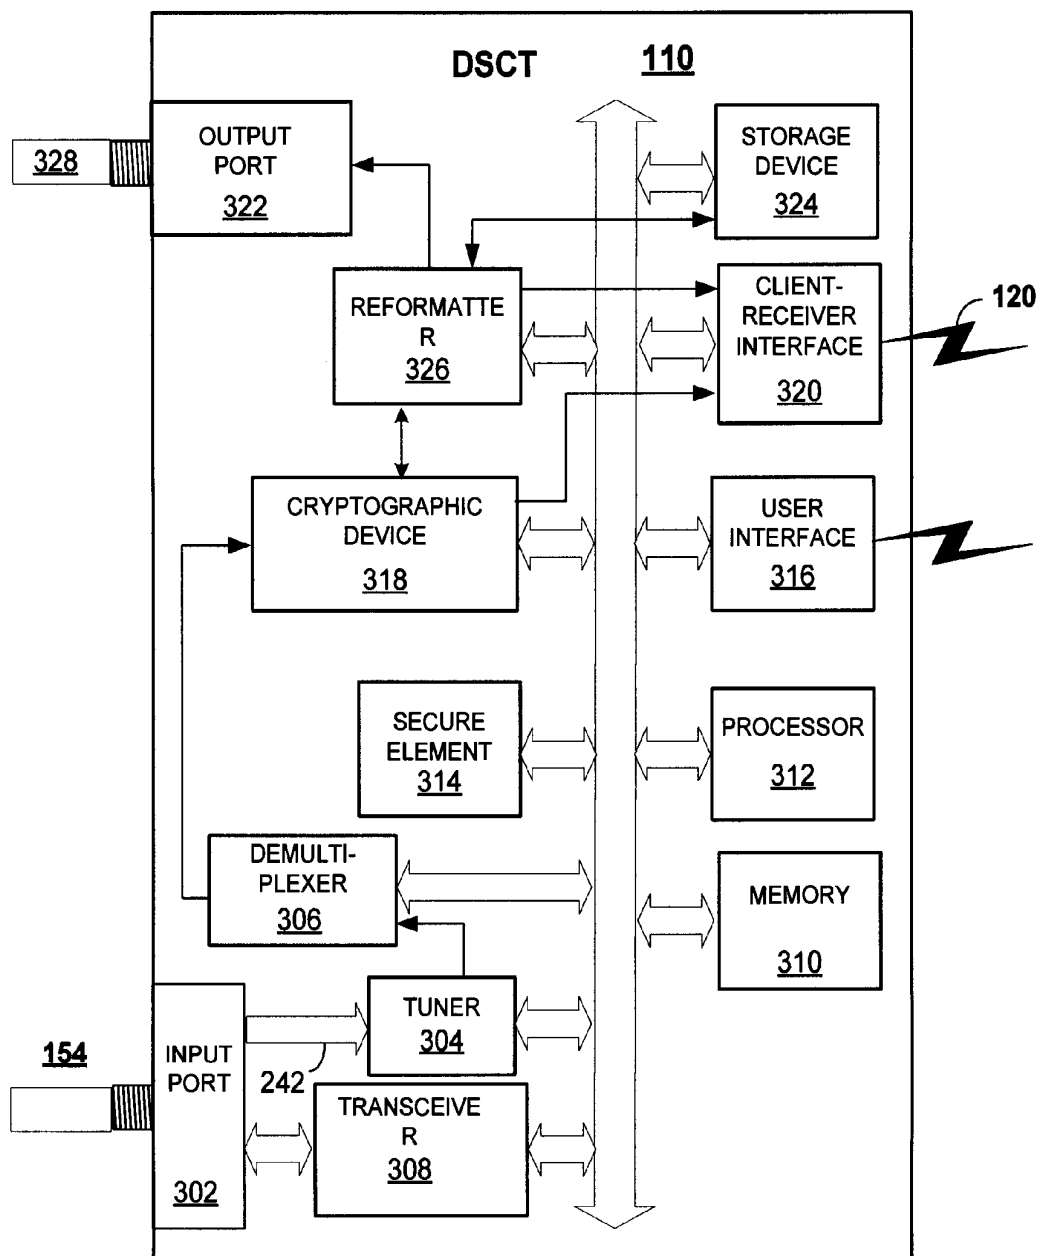 DSCT 110
OUTPUT
PORT
322
328
STORAGE
DEVICE
324
REFORMATTE
R
326
CLIENT-
RECEIVER
INTERFACE
320
120
CRYPTOGRAPHIC
DEVICE
318
USER
INTERFACE
316
SECURE
ELEMENT
314
PROCESSOR
312
DEMULTI-
PLEXER
306
MEMORY
310
TUNER
304
154
INPUT
PORT
302
242
TRANSCEIVE
R
308